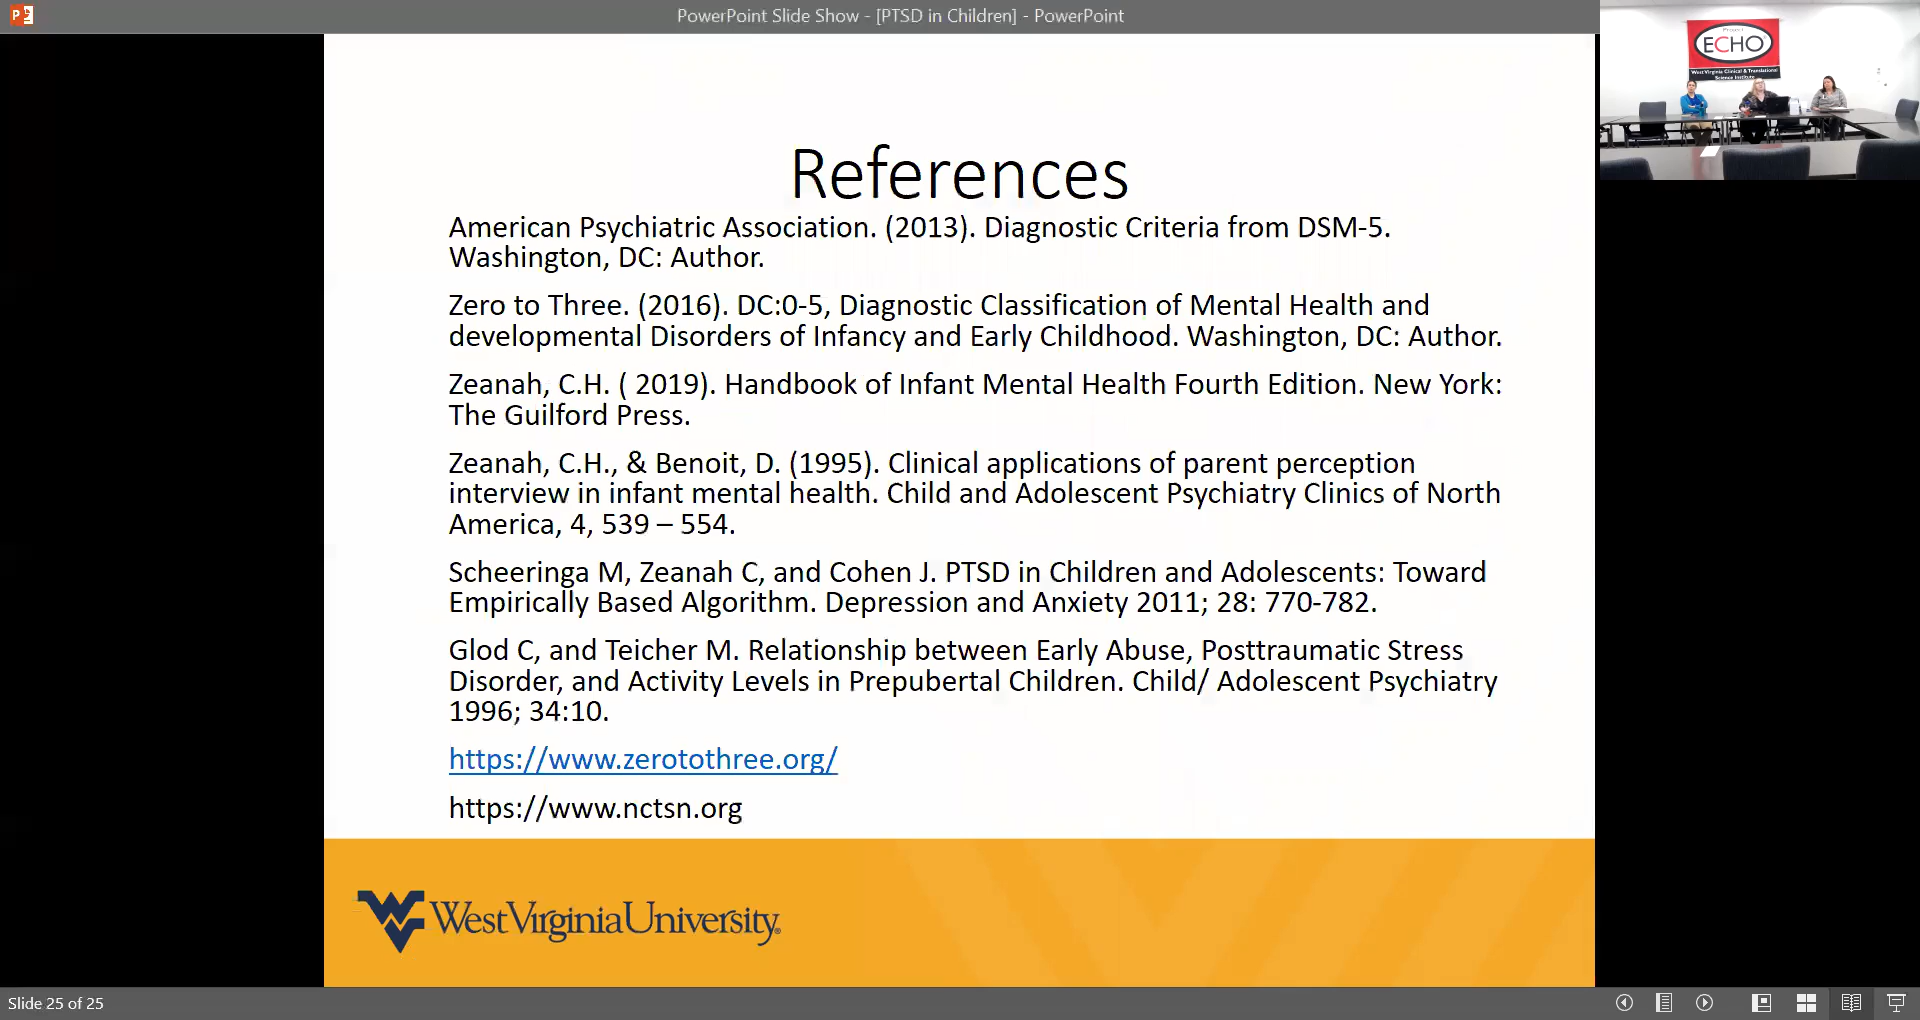 PowerPoint Slide Show - [PTSD in Children] - PowerPoint
Project
ECHO
West Virginia Clinical & Translational
Science Institute
References
American Psychiatric Association. (2013). Diagnostic Criteria from DSM-5.
Washington, DC: Author.
Zero to Three. (2016). DC:0-5, Diagnostic Classification of Mental Health and
developmental Disorders of Infancy and Early Childhood. Washington, DC: Author.
Zeanah, C.H. ( 2019). Handbook of Infant Mental Health Fourth Edition. New York:
The Guilford Press.
Zeanah, C.H., & Benoit, D. (1995). Clinical applications of parent perception
interview in infant mental health. Child and Adolescent Psychiatry Clinics of North
America, 4, 539 – 554.
Scheeringa M, Zeanah C, and Cohen J. PTSD in Children and Adolescents: Toward
Empirically Based Algorithm. Depression and Anxiety 2011; 28: 770-782.
Glod C, and Teicher M. Relationship between Early Abuse, Posttraumatic Stress
Disorder, and Activity Levels in Prepubertal Children. Child/ Adolescent Psychiatry
1996; 34:10.
https://www.zerotothree.org/
https://www.nctsn.org
WestVirginiaUniversity®
Slide 25 of 25